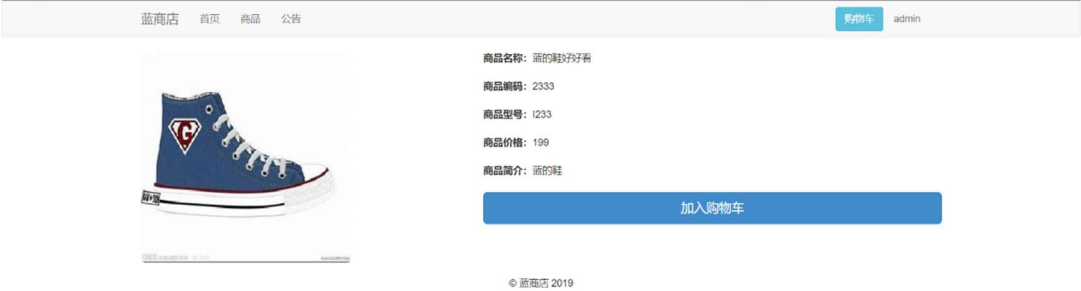 蓝商店 首页 商品 公告 购物车 admin
商品名称：蓝的鞋好好看
商品编码：2333
商品型号：l233
商品价格：199
商品简介：蓝的鞋
G
加入购物车
© 蓝商店 2019